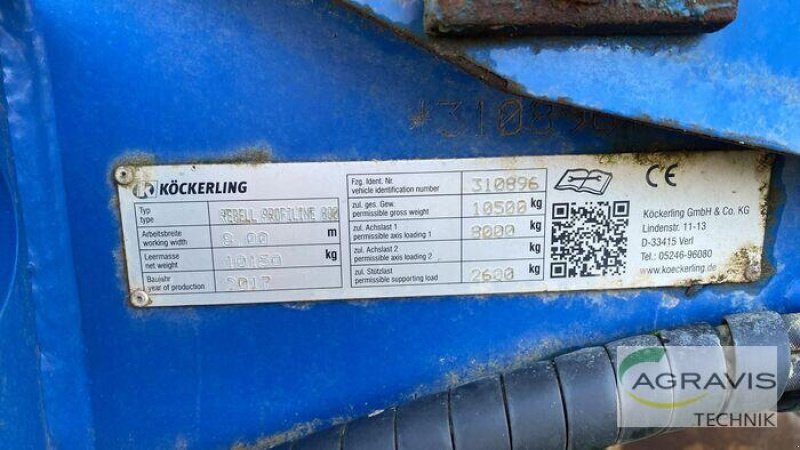 *310896
KÖCKERLING
Typ
type
REBELL PROFILINE 800
Arbeitsbreite
working width
8.00 m
Leermasse
net weight
10150 kg
Baujahr
year of production
2017
Fzg. Ident. Nr.
vehicle identification number
310896
zul. ges. Gew.
permissible gross weight
10500 kg
zul. Achslast 1
permissible axis loading 1
8000 kg
zul. Achslast 2
permissible axis loading 2
kg
zul. Stützlast
permissible supporting load
2600 kg
CE
Köckerling GmbH & Co. KG
Lindenstr. 11-13
D-33415 Verl
Tel.: 05246-96080
www.koeckerling.de
AGRAVIS
TECHNIK